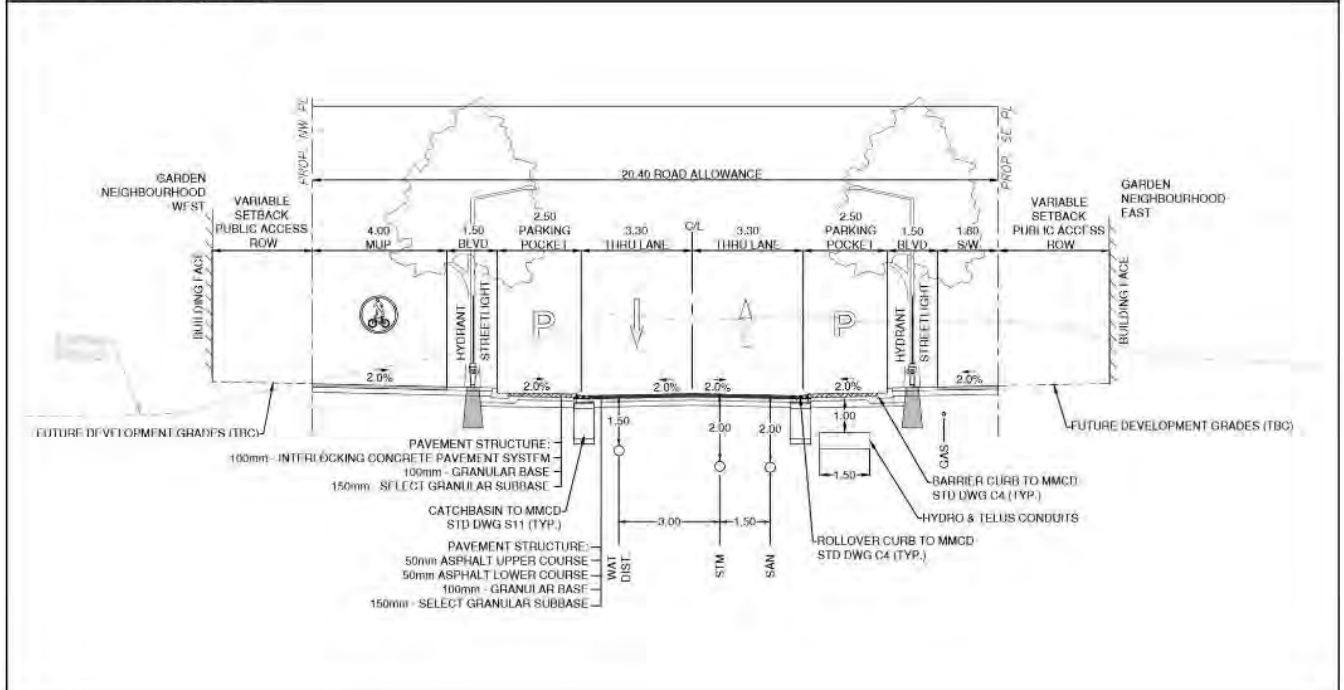 PROP. NW PL
PROP. SE PL
20.40 ROAD ALLOWANCE
GARDEN
NEIGHBOURHOOD
WEST
VARIABLE
SETBACK
PUBLIC ACCESS
ROW
4.00
MUP
1.50
BLVD
2.50
PARKING
POCKET
3.30
THRU LANE
C/L
3.30
THRU LANE
2.50
PARKING
POCKET
1.50
BLVD
1.80
S/W
VARIABLE
SETBACK
PUBLIC ACCESS
ROW
GARDEN
NEIGHBOURHOOD
EAST
BUILDING FACE
HYDRANT
STREETLIGHT
P
P
HYDRANT
STREETLIGHT
BUILDING FACE
2.0%
2.0%
2.0%
2.0%
2.0%
2.0%
FUTURE DEVELOPMENT GRADES (TBC)
FUTURE DEVELOPMENT GRADES (TBC)
1.50
2.00
2.00
1.00
1.50
GAS
PAVEMENT STRUCTURE:
100mm - INTERLOCKING CONCRETE PAVEMENT SYSTEM
100mm - GRANULAR BASE
150mm - SELECT GRANULAR SUBBASE
CATCHBASIN TO MMCD
STD DWG S11 (TYP.)
PAVEMENT STRUCTURE:
50mm ASPHALT UPPER COURSE
50mm ASPHALT LOWER COURSE
100mm - GRANULAR BASE
150mm - SELECT GRANULAR SUBBASE
3.00
1.50
WAT
DIST.
STM
SAN
BARRIER CURB TO MMCD
STD DWG C4 (TYP.)
HYDRO & TELUS CONDUITS
ROLLOVER CURB TO MMCD
STD DWG C4 (TYP.)